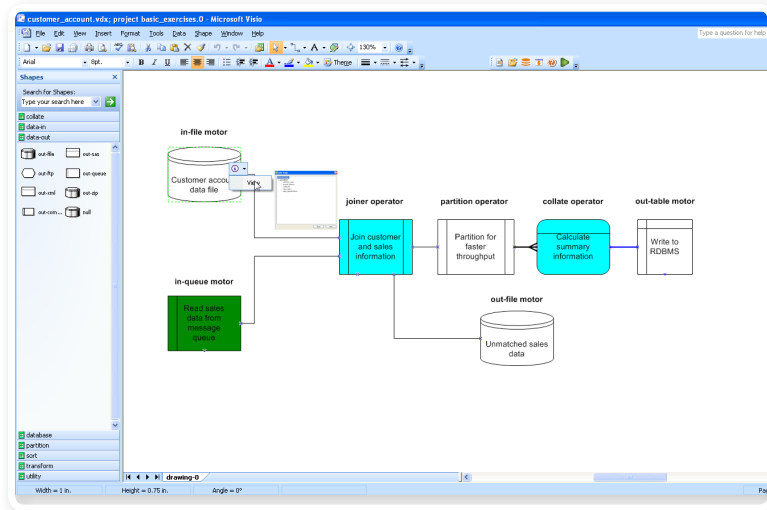 customer_account.vdx; project basic_exercises.0 - Microsoft Visio
File Edit View Insert Format Tools Data Shape Window Help
Type a question for help
A
130%
Arial
8pt.
B I U
A
Theme
T
Shapes
Search for Shapes:
Type your search here
collate
data-in
data-out
out-file
out-sas
out-ftp
out-queue
out-xml
out-zip
out-com...
null
database
partition
sort
transform
utility
in-file motor
Customer accou
data file
View
joiner operator
partition operator
collate operator
out-table motor
Join customer
and sales
information
Partition for
faster
throughput
Calculate
summary
information
Write to
RDBMS
in-queue motor
Read sales
data from
message
queue
out-file motor
Unmatched sales
data
drawing-0
Width = 1 in.
Height = 0.75 in.
Angle = 0°
Pa